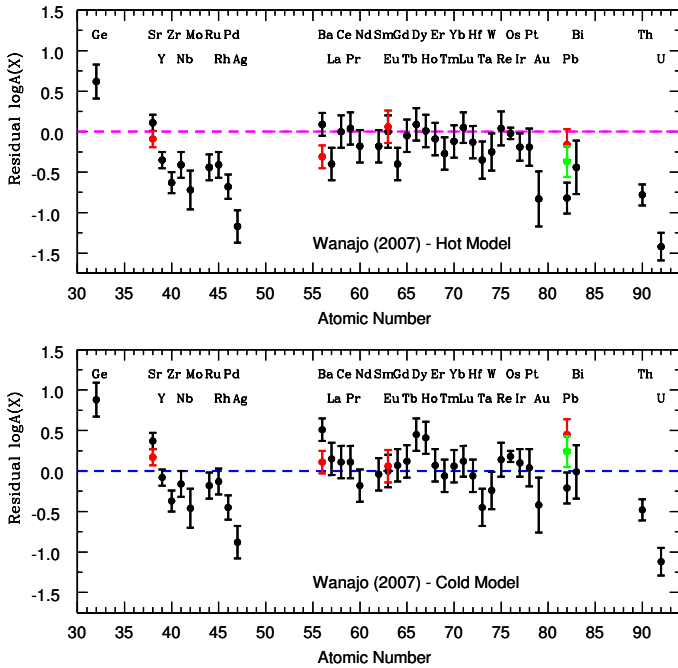 Ge Sr Zr Mo Ru Pd Ba Ce Nd Sm Gd Dy Er Yb Hf W Os Pt Bi Th
Y Nb Rh Ag La Pr Eu Tb Ho Tm Lu Ta Re Ir Au Pb U
Residual logA(X)
1.5
1.0
0.5
0.0
-0.5
-1.0
-1.5
Wanajo (2007) - Hot Model
30 35 40 45 50 55 60 65 70 75 80 85 90
Atomic Number
Ge Sr Zr Mo Ru Pd Ba Ce Nd Sm Gd Dy Er Yb Hf W Os Pt Bi Th
Y Nb Rh Ag La Pr Eu Tb Ho Tm Lu Ta Re Ir Au Pb U
Residual logA(X)
1.5
1.0
0.5
0.0
-0.5
-1.0
-1.5
Wanajo (2007) - Cold Model
30 35 40 45 50 55 60 65 70 75 80 85 90
Atomic Number